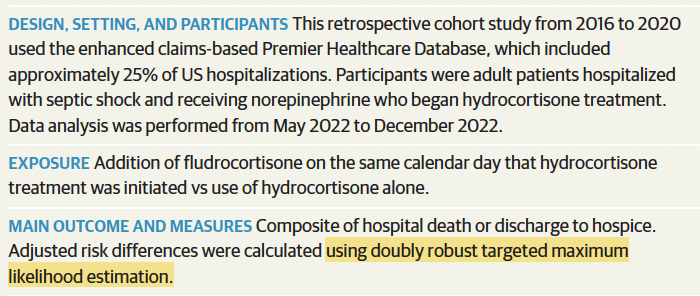 DESIGN, SETTING, AND PARTICIPANTS This retrospective cohort study from 2016 to 2020
used the enhanced claims-based Premier Healthcare Database, which included
approximately 25% of US hospitalizations. Participants were adult patients hospitalized
with septic shock and receiving norepinephrine who began hydrocortisone treatment.
Data analysis was performed from May 2022 to December 2022.
EXPOSURE Addition of fludrocortisone on the same calendar day that hydrocortisone
treatment was initiated vs use of hydrocortisone alone.
MAIN OUTCOME AND MEASURES Composite of hospital death or discharge to hospice.
Adjusted risk differences were calculated using doubly robust targeted maximum
likelihood estimation.